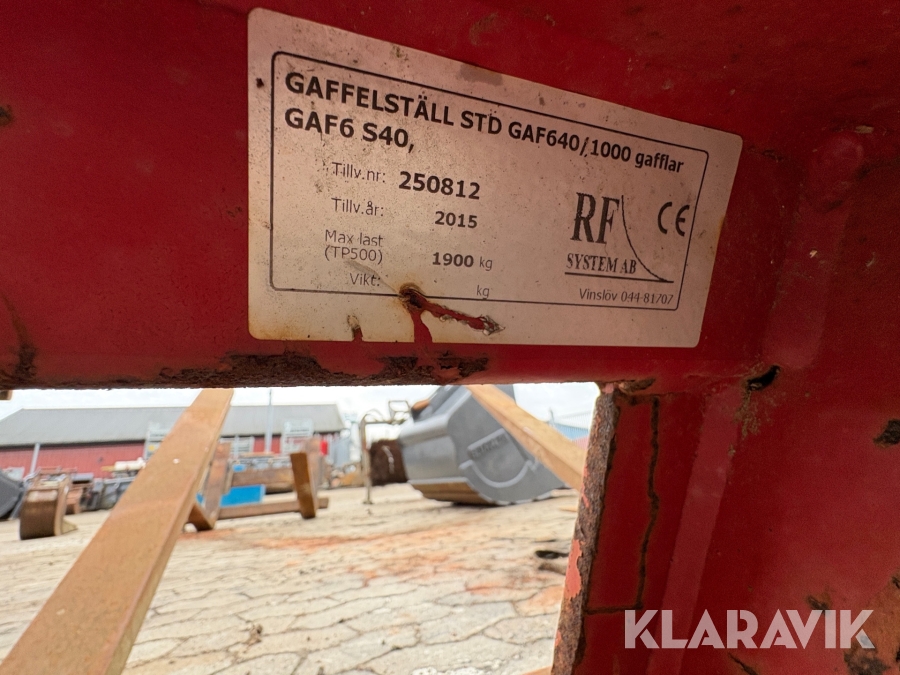 GAFFELSTÄLL STD GAF640/1000 gafflar
GAF6 S40,
Tillv.nr: 250812
Tillv.år: 2015
Max last
(TP500) 1900 kg
Vikt: kg
RF
SYSTEM AB
CE
Vinslöv 044-81707
KLARAVIK